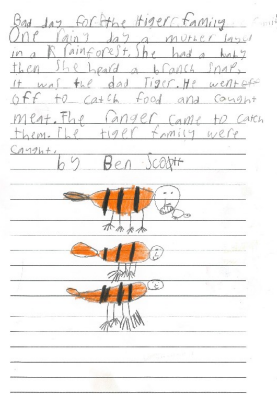 Bad day for the tiger family
One rainy day a mother layed
in a R Rainforest. She had a baby
then She heard a branch snap.
it was the dad Tiger. He went off
off to catch food and caught
meat. The ranger came to catch
them. The tiger family were
caught.
by Ben Scott